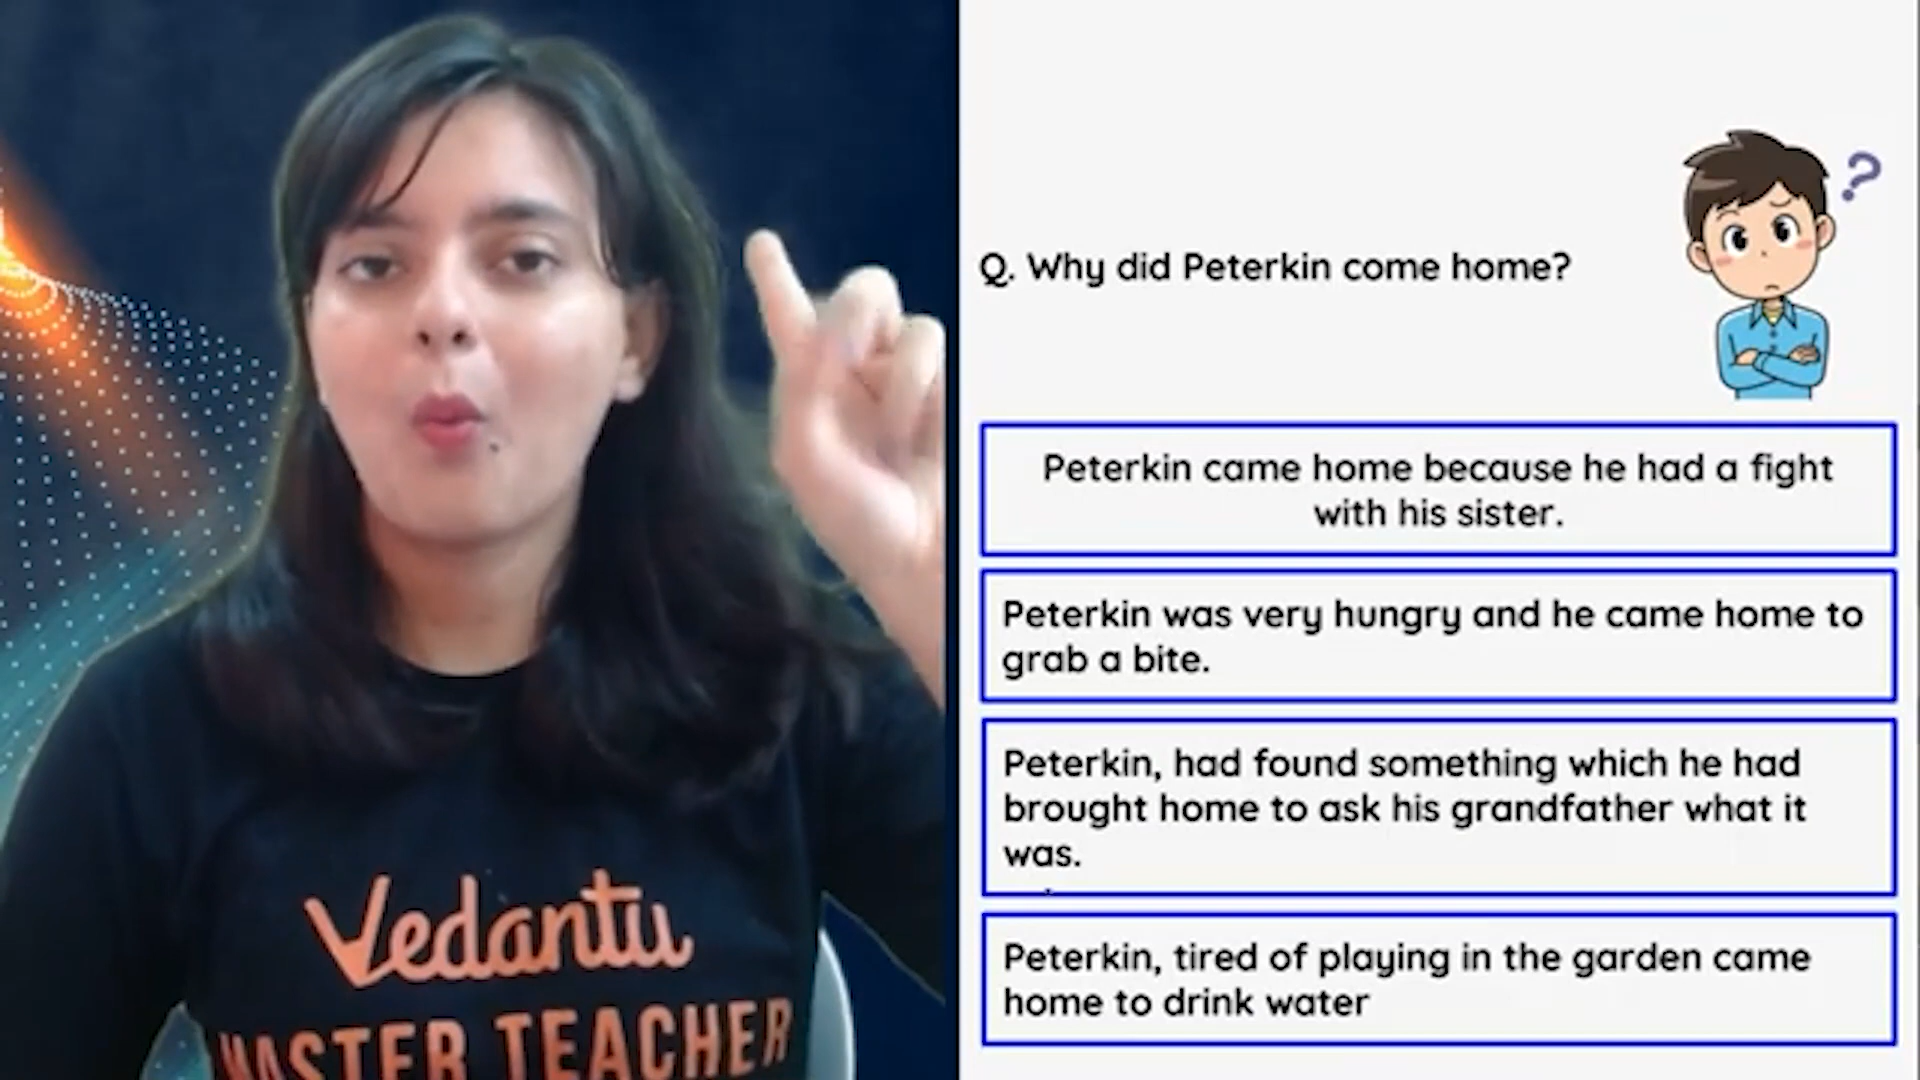 Q. Why did Peterkin come home?
?
Peterkin came home because he had a fight
with his sister.
Peterkin was very hungry and he came home to
grab a bite.
Peterkin, had found something which he had
brought home to ask his grandfather what it
was.
Peterkin, tired of playing in the garden came
home to drink water
Vedantu
MASTER TEACHER